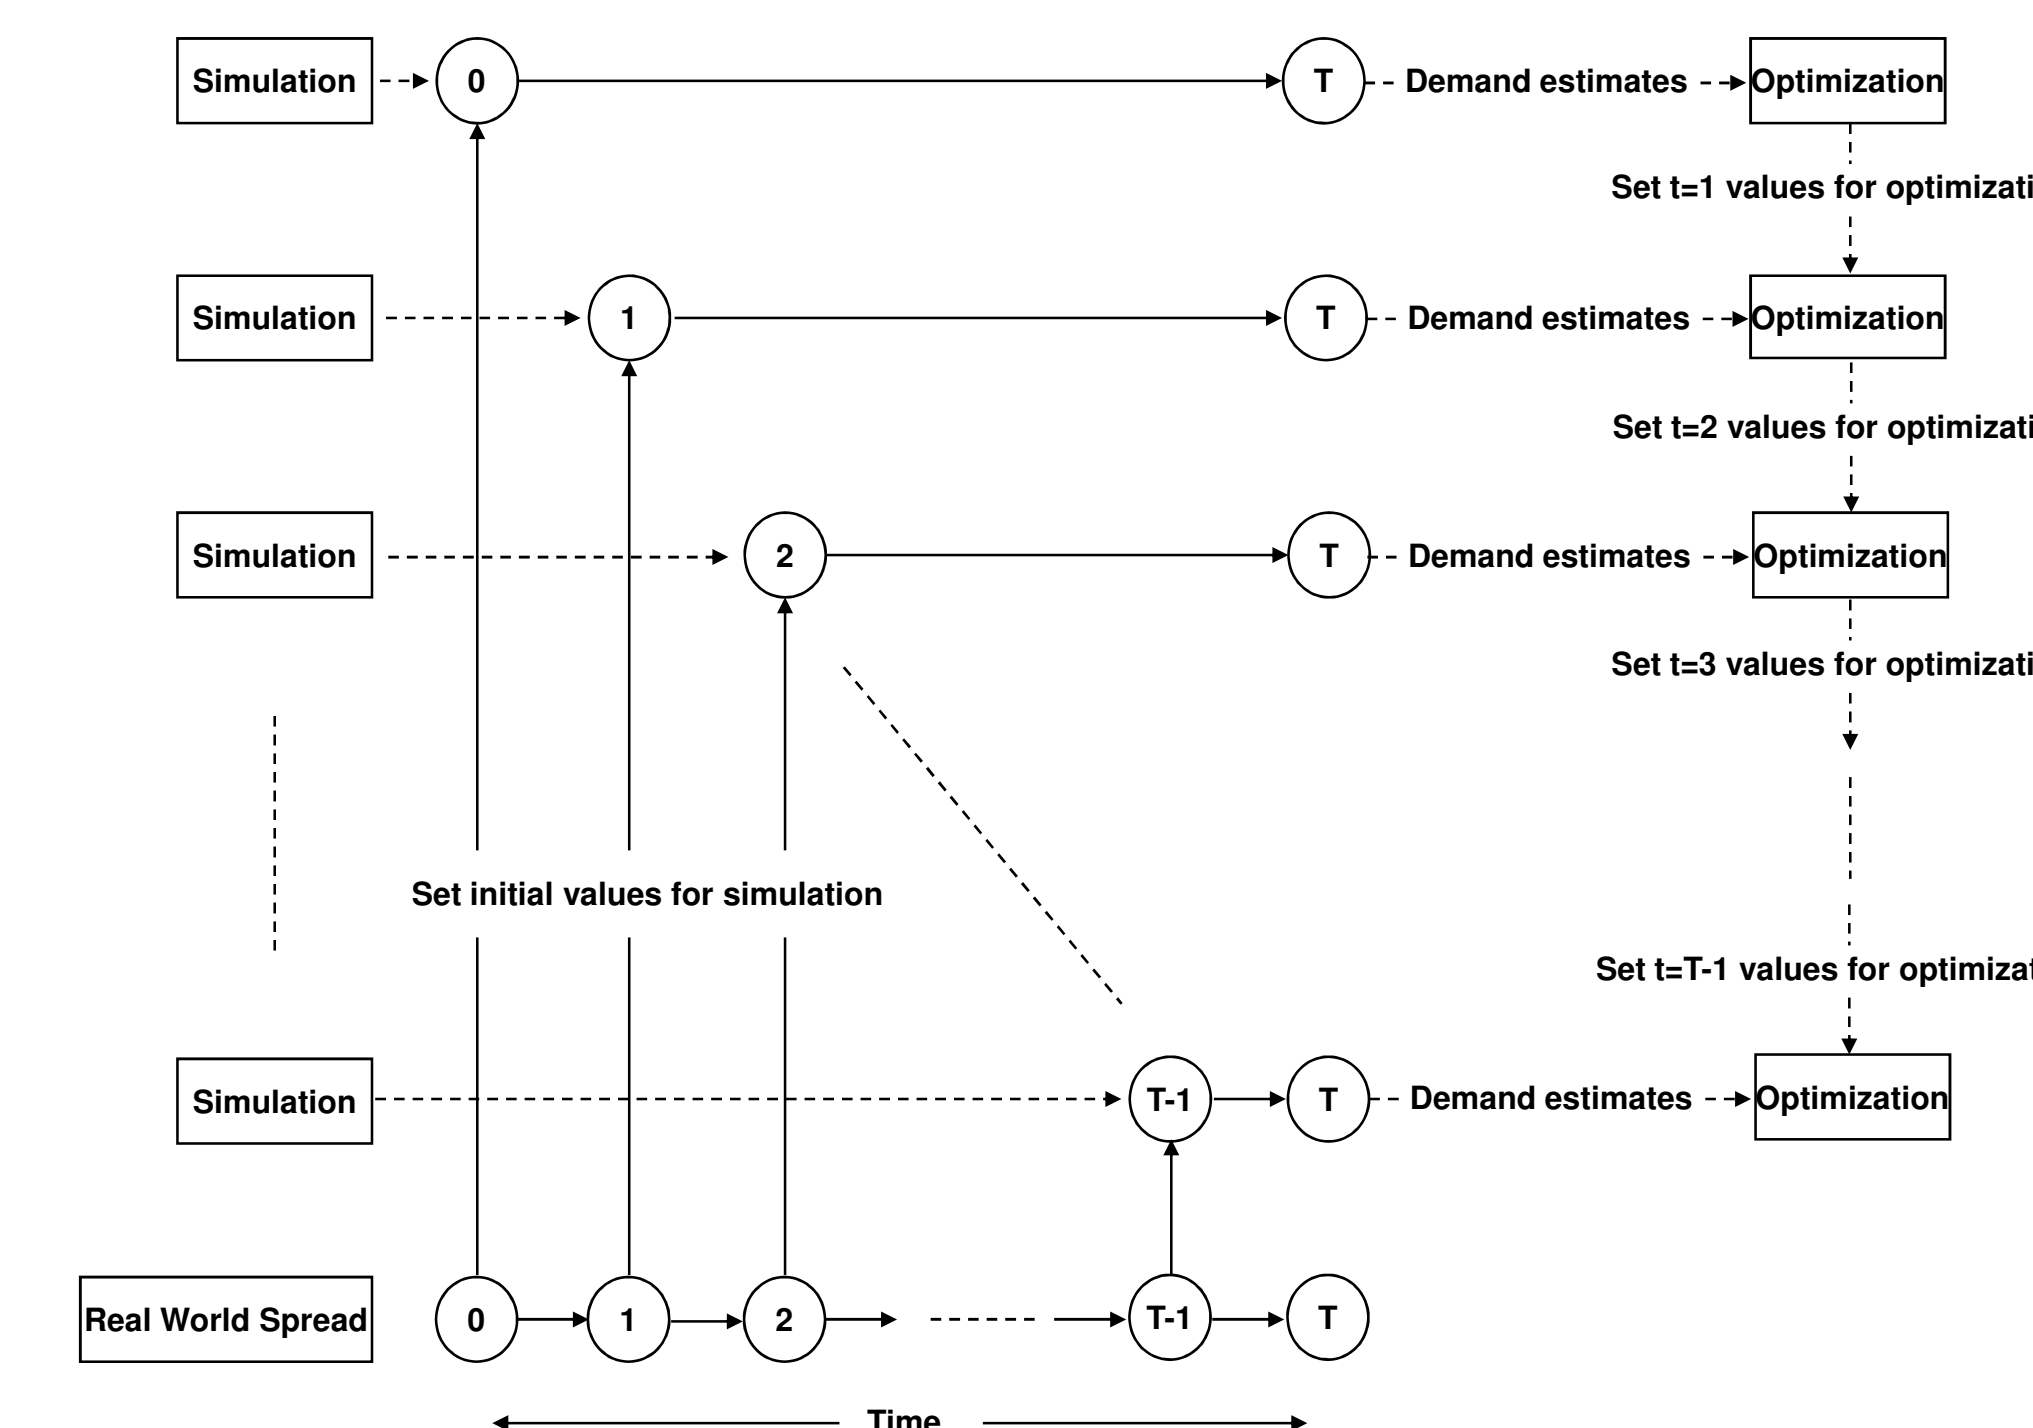 Simulation 0 T Demand estimates Optimization
Set t=1 values for optimizati
Simulation 1 T Demand estimates Optimization
Set t=2 values for optimizati
Simulation 2 T Demand estimates Optimization
Set t=3 values for optimizati
Set initial values for simulation
Set t=T-1 values for optimizat
Simulation T-1 T Demand estimates Optimization
Real World Spread 0 1 2 T-1 T
Time